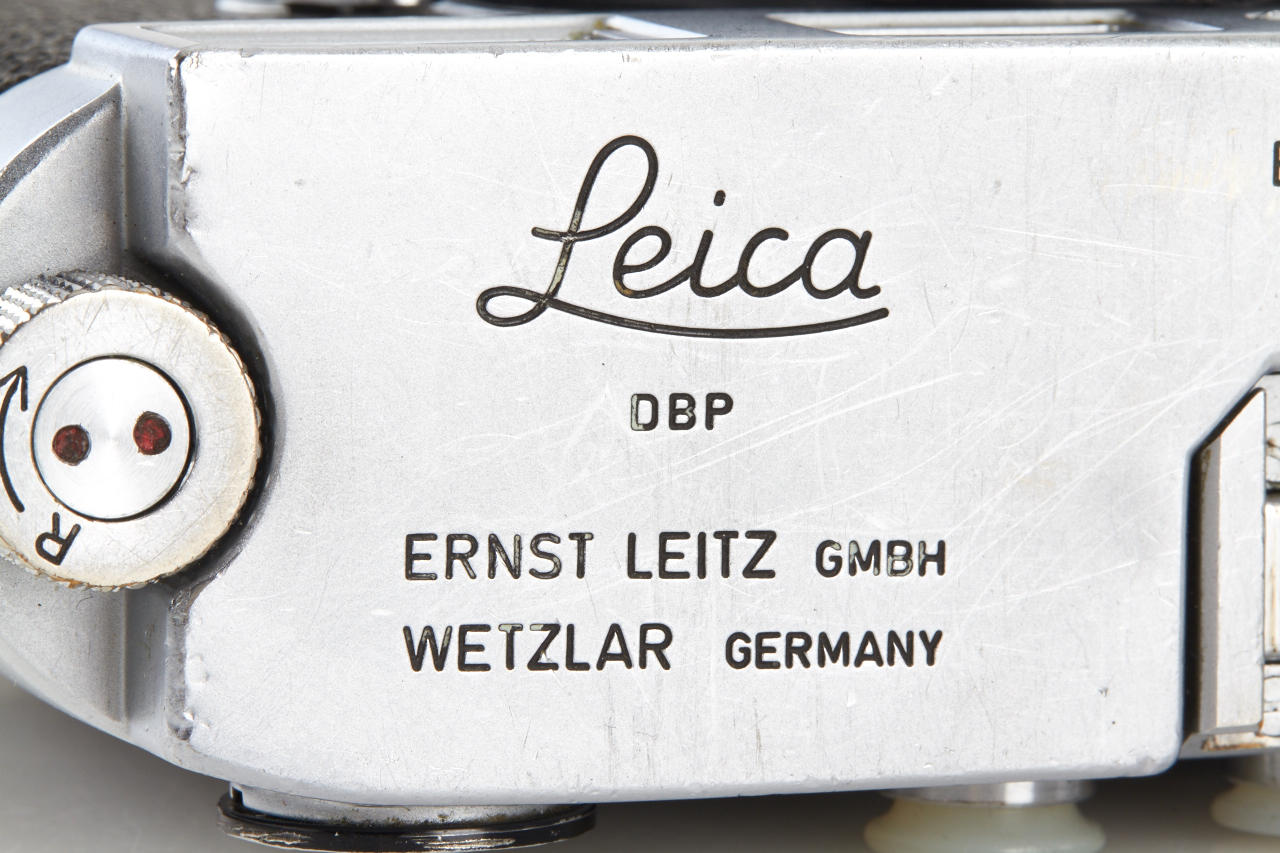 Leica
DBP
ERNST LEITZ GMBH
WETZLAR GERMANY
R